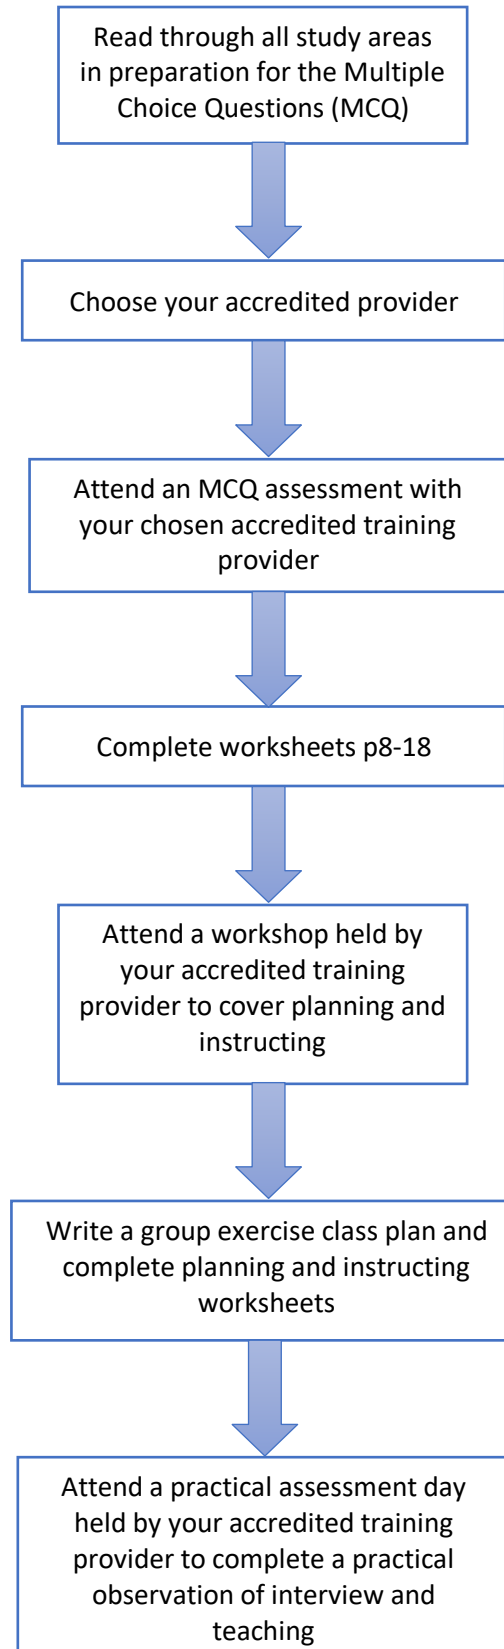 Read through all study areas
in preparation for the Multiple
Choice Questions (MCQ)
Choose your accredited provider
Attend an MCQ assessment with
your chosen accredited training
provider
Complete worksheets p8-18
Attend a workshop held by
your accredited training
provider to cover planning and
instructing
Write a group exercise class plan and
complete planning and instructing
worksheets
Attend a practical assessment day
held by your accredited training
provider to complete a practical
observation of interview and
teaching